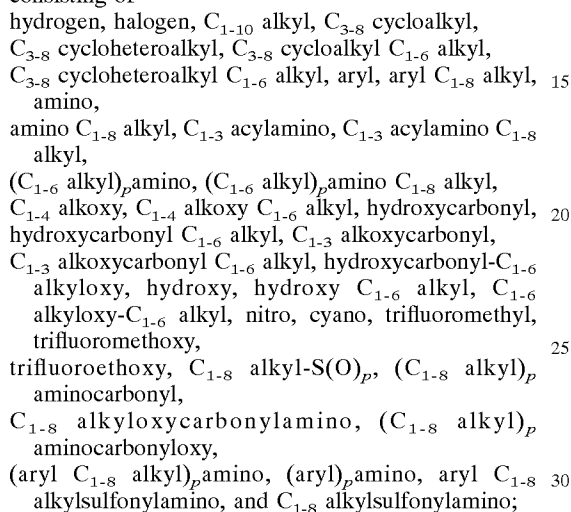 consisting of
hydrogen, halogen, C1-10 alkyl, C3-8 cycloalkyl,
C3-8 cycloheteroalkyl, C3-8 cycloalkyl C1-6 alkyl,
C3-8 cycloheteroalkyl C1-6 alkyl, aryl, aryl C1-8 alkyl, 15
amino,
amino C1-8 alkyl, C1-3 acylamino, C1-3 acylamino C1-8
alkyl,
(C1-6 alkyl)pamino, (C1-6 alkyl)pamino C1-8 alkyl,
C1-4 alkoxy, C1-4 alkoxy C1-6 alkyl, hydroxycarbonyl, 20
hydroxycarbonyl C1-6 alkyl, C1-3 alkoxycarbonyl,
C1-3 alkoxycarbonyl C1-6 alkyl, hydroxycarbonyl-C1-6
alkyloxy, hydroxy, hydroxy C1-6 alkyl, C1-6
alkyloxy-C1-6 alkyl, nitro, cyano, trifluoromethyl,
trifluoromethoxy, 25
trifluoroethoxy, C1-8 alkyl-S(O)p, (C1-8 alkyl)p
aminocarbonyl,
C1-8 alkyloxycarbonylamino, (C1-8 alkyl)p
aminocarbonyloxy,
(aryl C1-8 alkyl)pamino, (aryl)pamino, aryl C1-8 30
alkylsulfonylamino, and C1-8 alkylsulfonylamino;